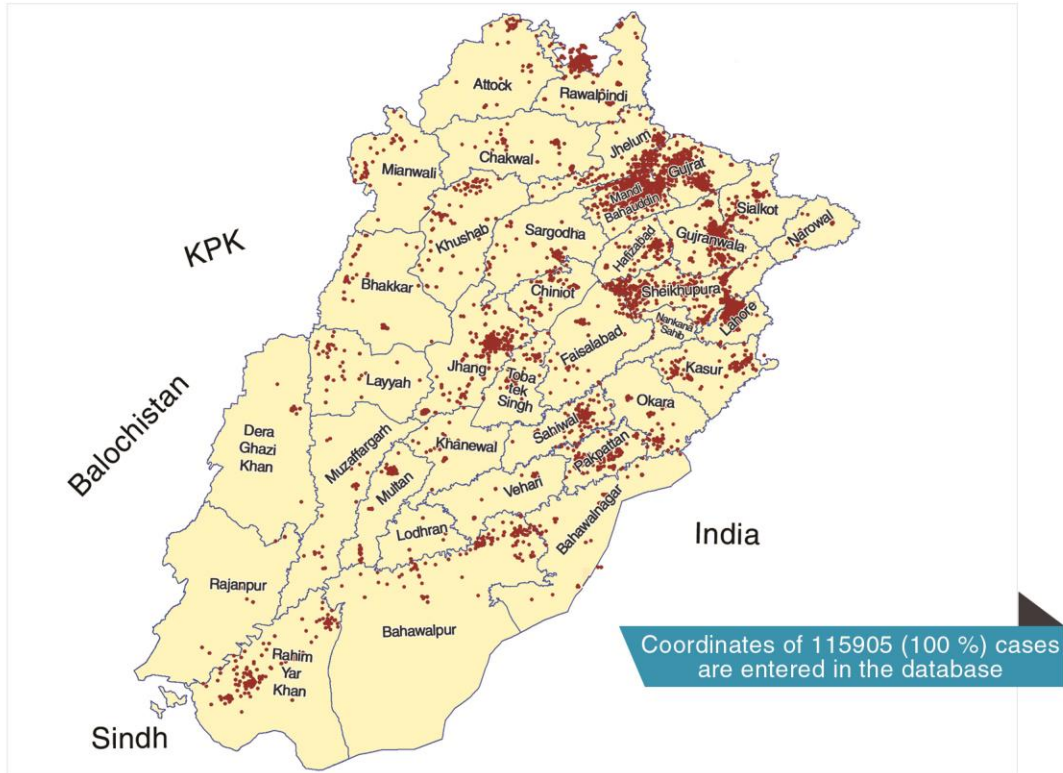 Attock
Rawalpindi
Jhelum
Chakwal
Gujrat
Mianwali
Mandi
Bahauddin
Sialkot
Narowal
KPK
Khushab
Sargodha
Hafizabad
Gujranwala
Bhakkar
Chiniot
Sheikhupura
Lahore
Nankana
Sahib
Faisalabad
Jhang
Kasur
Layyah
Toba
tek
Singh
Okara
Balochistan
Dera
Ghazi
Khan
Muzaffargarh
Khanewal
Sahiwal
Pakpattan
Multan
Vehari
Lodhran
Bahawalnagar
India
Rajanpur
Bahawalpur
Rahim
Yar
Khan
Sindh
Coordinates of 115905 (100 %) cases
are entered in the database